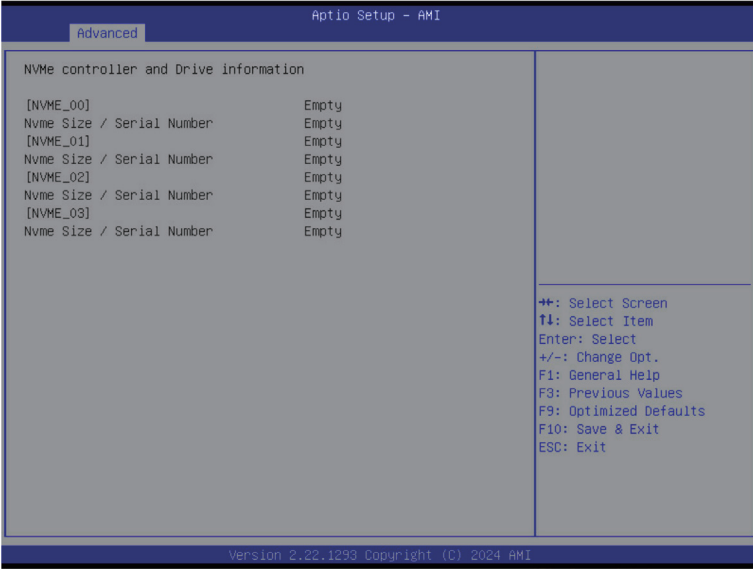 Aptio Setup – AMI
Advanced
NVMe controller and Drive information
[NVME_00] Empty
Nvme Size / Serial Number Empty
[NVME_01] Empty
Nvme Size / Serial Number Empty
[NVME_02] Empty
Nvme Size / Serial Number Empty
[NVME_03] Empty
Nvme Size / Serial Number Empty
→←: Select Screen
↑↓: Select Item
Enter: Select
+/-: Change Opt.
F1: General Help
F3: Previous Values
F9: Optimized Defaults
F10: Save & Exit
ESC: Exit
Version 2.22.1293 Copyright (C) 2024 AMI